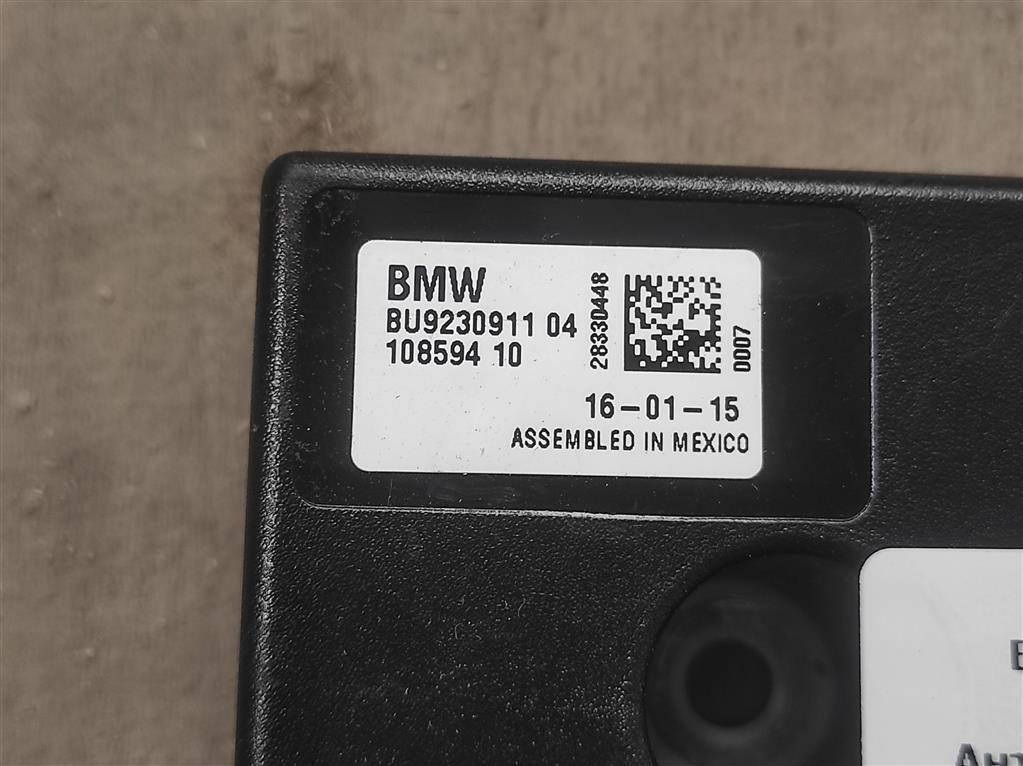 BMW
BU9230911 04
108594 10
28330448
0007
16-01-15
ASSEMBLED IN MEXICO